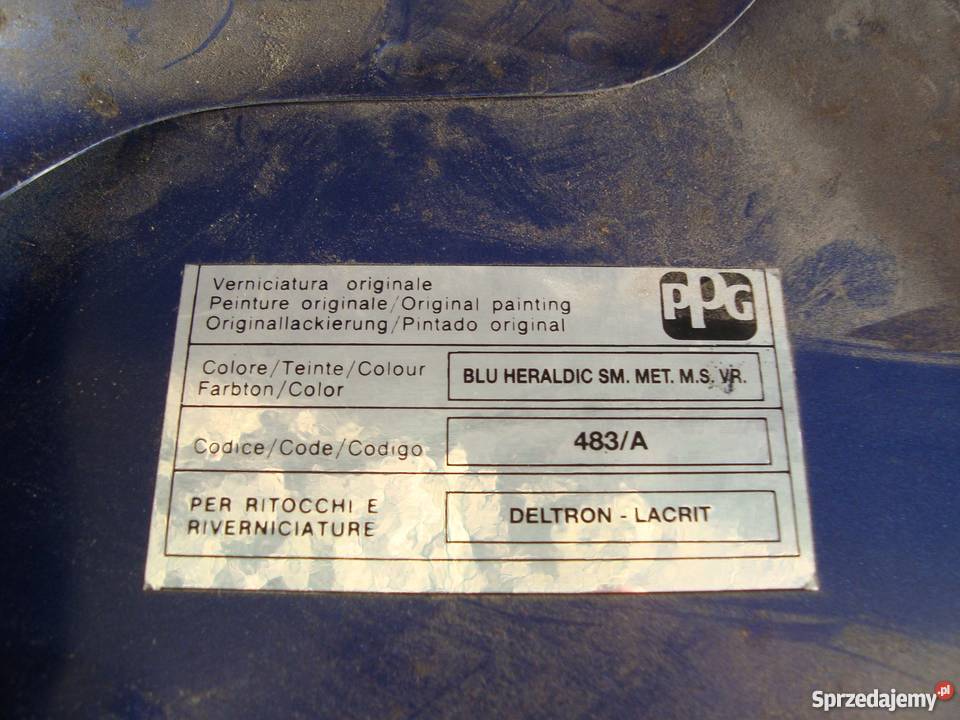 Verniciatura originale
Peinture originale/Original painting
Originallackierung/Pintado original
PPG
Colore/Teinte/Colour
Farbton/Color
BLU HERALDIC SM. MET. M.S. VR.
Codice/Code/Codigo
483/A
PER RITOCCHI E
RIVERNICIATURE
DELTRON - LACRIT
Sprzedajemy.pl